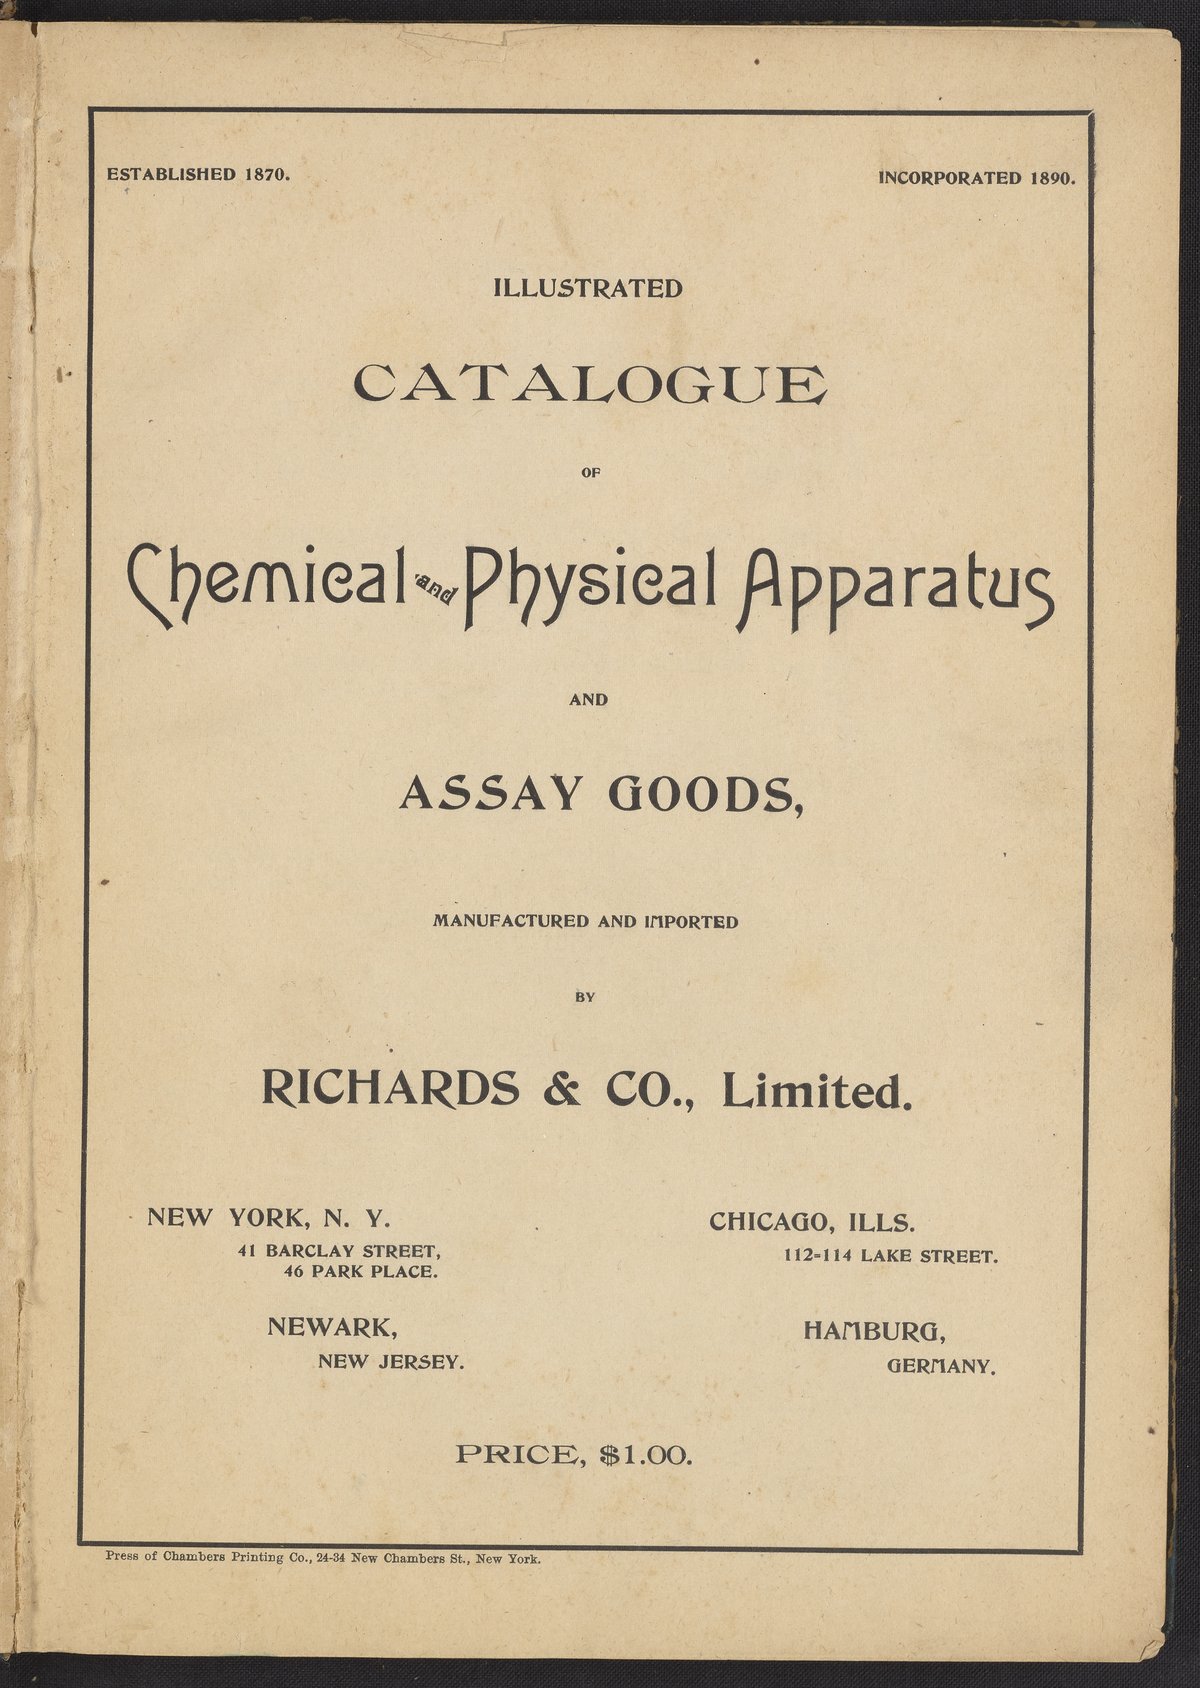 ESTABLISHED 1870.
INCORPORATED 1890.
ILLUSTRATED
CATALOGUE
OF
Chemical and Physical Apparatus
AND
ASSAY GOODS,
MANUFACTURED AND IMPORTED
BY
RICHARDS & CO., Limited.
NEW YORK, N. Y.
41 BARCLAY STREET,
46 PARK PLACE.
CHICAGO, ILLS.
112=114 LAKE STREET.
NEWARK,
NEW JERSEY.
HAMBURG,
GERMANY.
PRICE, $1.00.
Press of Chambers Printing Co., 24-34 New Chambers St., New York.